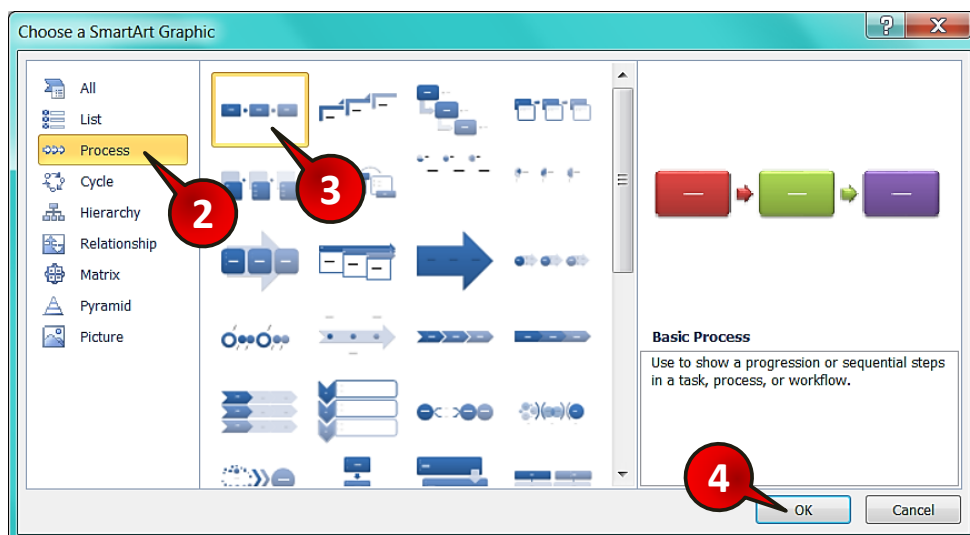 Choose a SmartArt Graphic
?
X
All
List
Process
Cycle
Hierarchy
Relationship
Matrix
Pyramid
Picture
2
3
Basic Process
Use to show a progression or sequential steps
in a task, process, or workflow.
4
OK
Cancel